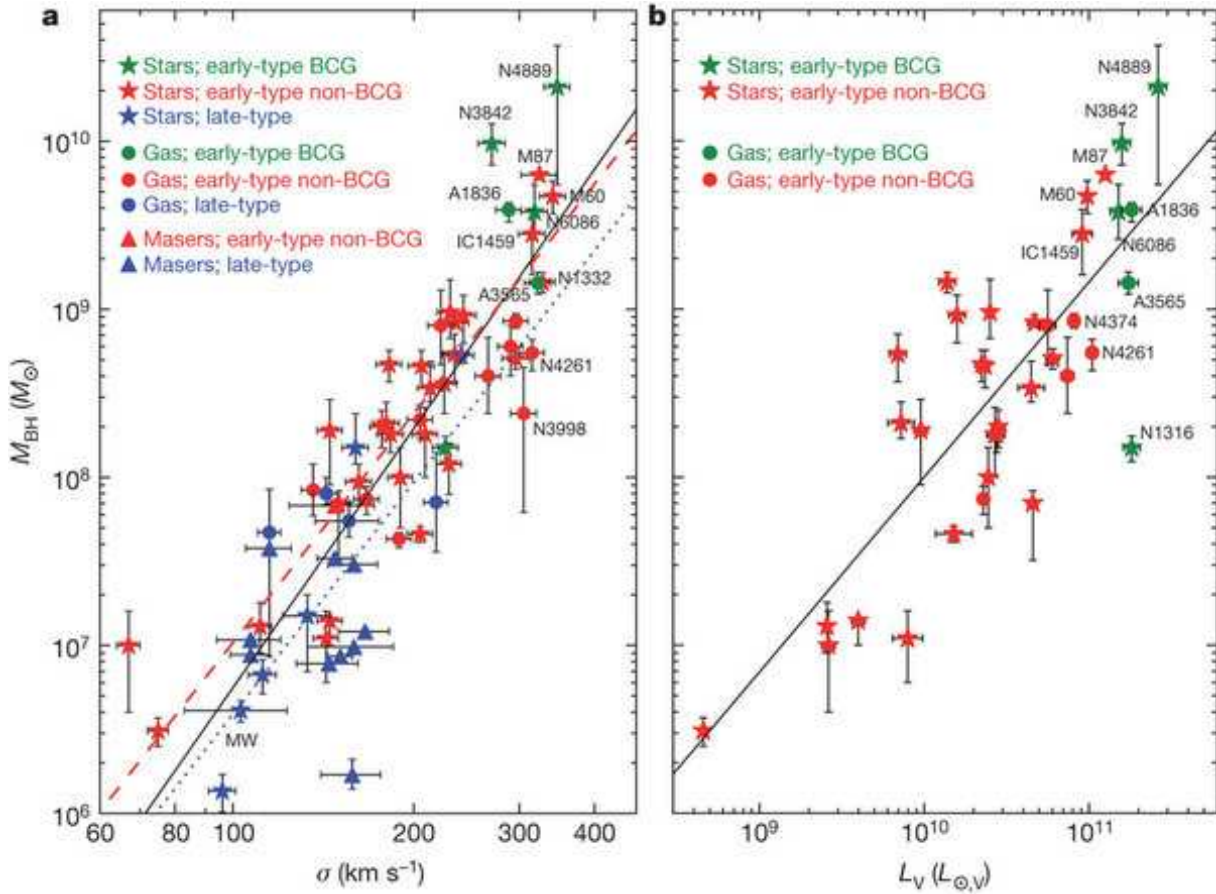 a
Stars; early-type BCG
Stars; early-type non-BCG
Stars; late-type
Gas; early-type BCG
Gas; early-type non-BCG
Gas; late-type
Masers; early-type non-BCG
Masers; late-type
N4889
N3842
M87
A1836
M60
N6086
IC1459
N1332
A3565
N4261
N3998
MW
10¹⁰
10⁹
10⁸
10⁷
10⁶
M_BH (M_⊙)
60 80 100 200 300 400
σ (km s⁻¹)
b
Stars; early-type BCG
Stars; early-type non-BCG
Gas; early-type BCG
Gas; early-type non-BCG
N4889
N3842
M87
M60
A1836
IC1459
N6086
A3565
N4374
N4261
N1316
10⁹ 10¹⁰ 10¹¹
L_V (L_⊙,V)